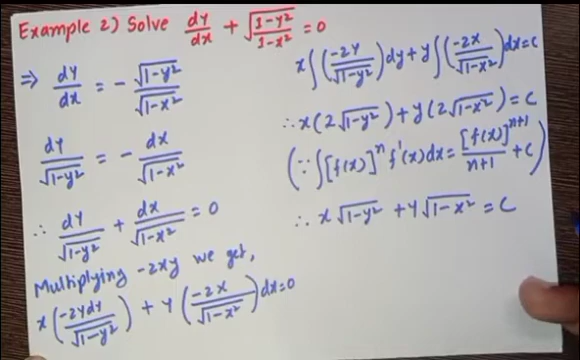 Example 2) Solve dy/dx + √(1-y²/1-x²) = 0
⇒ dy/dx = - √1-y²/√1-x²
dy/√1-y² = - dx/√1-x²
∴ dy/√1-y² + dx/√1-x² = 0
Multiplying -2xy we get,
x(-2ydy/√1-y²) + y(-2x/√1-x²)dx=0
x∫(-2y/√1-y²)dy + y∫(-2x/√1-x²)dx=c
∴ x(2√1-y²) + y(2√1-x²) = c
(∵ ∫[f(x)]ⁿ f'(x)dx = [f(x)]ⁿ⁺¹/n+1 + c)
∴ x√1-y² + y√1-x² = c